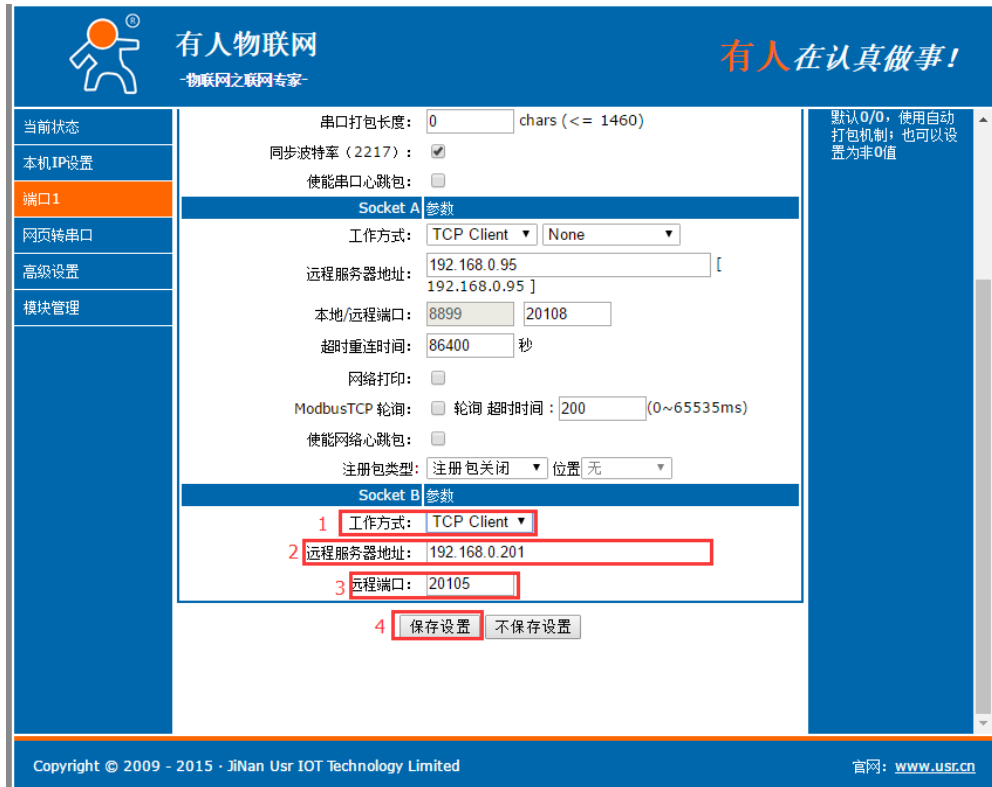 ®
有人物联网
-物联网之联网专家-
有人在认真做事!
当前状态
本机IP设置
端口1
网页转串口
高级设置
模块管理
串口打包长度: 0 chars (<= 1460)
同步波特率（2217）:
使能串口心跳包:
Socket A 参数
工作方式: TCP Client None
远程服务器地址: 192.168.0.95 [
192.168.0.95 ]
本地/远程端口: 8899 20108
超时重连时间: 86400 秒
网络打印:
ModbusTCP 轮询: 轮询 超时时间：200 (0~65535ms)
使能网络心跳包:
注册包类型: 注册包关闭 位置 无
Socket B 参数
1 工作方式: TCP Client
2 远程服务器地址: 192.168.0.201
3 远程端口: 20105
4 保存设置 不保存设置
默认0/0，使用自动
打包机制；也可以设
置为非0值
Copyright © 2009 - 2015 · JiNan Usr IOT Technology Limited
官网: www.usr.cn